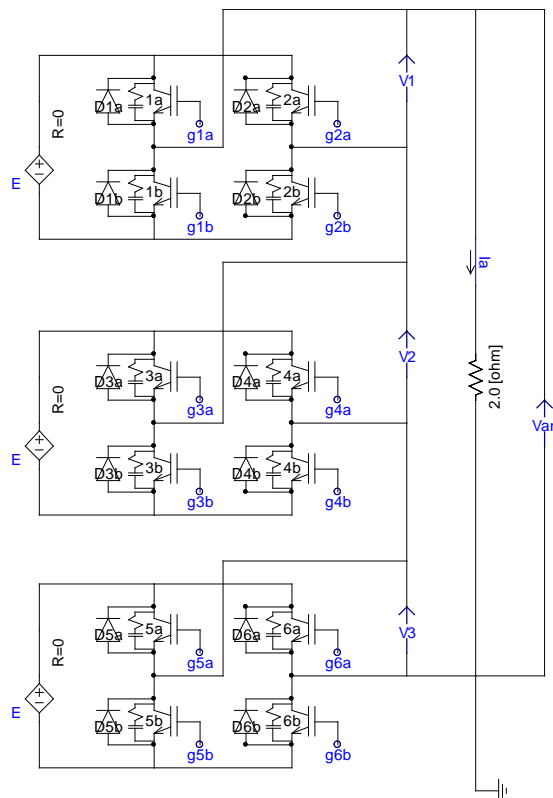 R=0
E
D1a
1a
g1a
D2a
2a
g2a
D1b
1b
g1b
D2b
2b
g2b
V1
Ia
R=0
E
D3a
3a
g3a
D4a
4a
g4a
D3b
3b
g3b
D4b
4b
g4b
V2
2.0 [ohm]
Van
R=0
E
D5a
5a
g5a
D6a
6a
g6a
D5b
5b
g5b
D6b
6b
g6b
V3